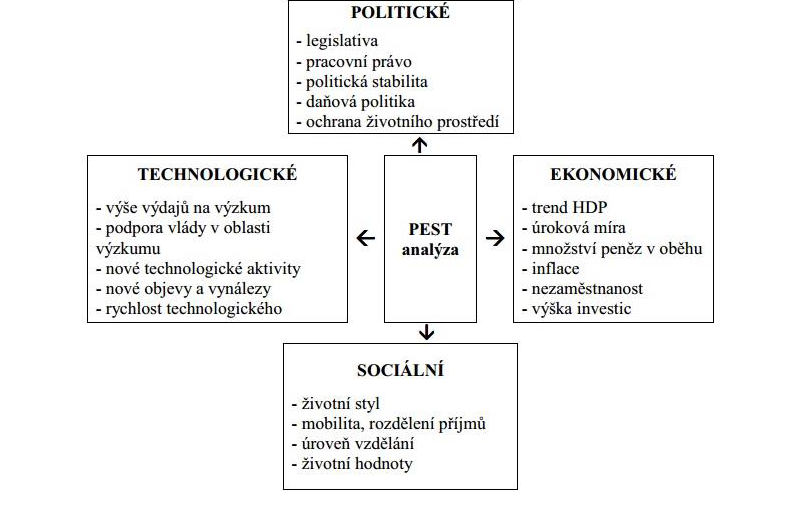 POLITICKÉ
- legislativa
- pracovní právo
- politická stabilita
- daňová politika
- ochrana životního prostředí
TECHNOLOGICKÉ
- výše výdajů na výzkum
- podpora vlády v oblasti
výzkumu
- nové technologické aktivity
- nové objevy a vynálezy
- rychlost technologického
PEST
analýza
EKONOMICKÉ
- trend HDP
- úroková míra
- množství peněz v oběhu
- inflace
- nezaměstnanost
- výška investic
SOCIÁLNÍ
- životní styl
- mobilita, rozdělení příjmů
- úroveň vzdělání
- životní hodnoty